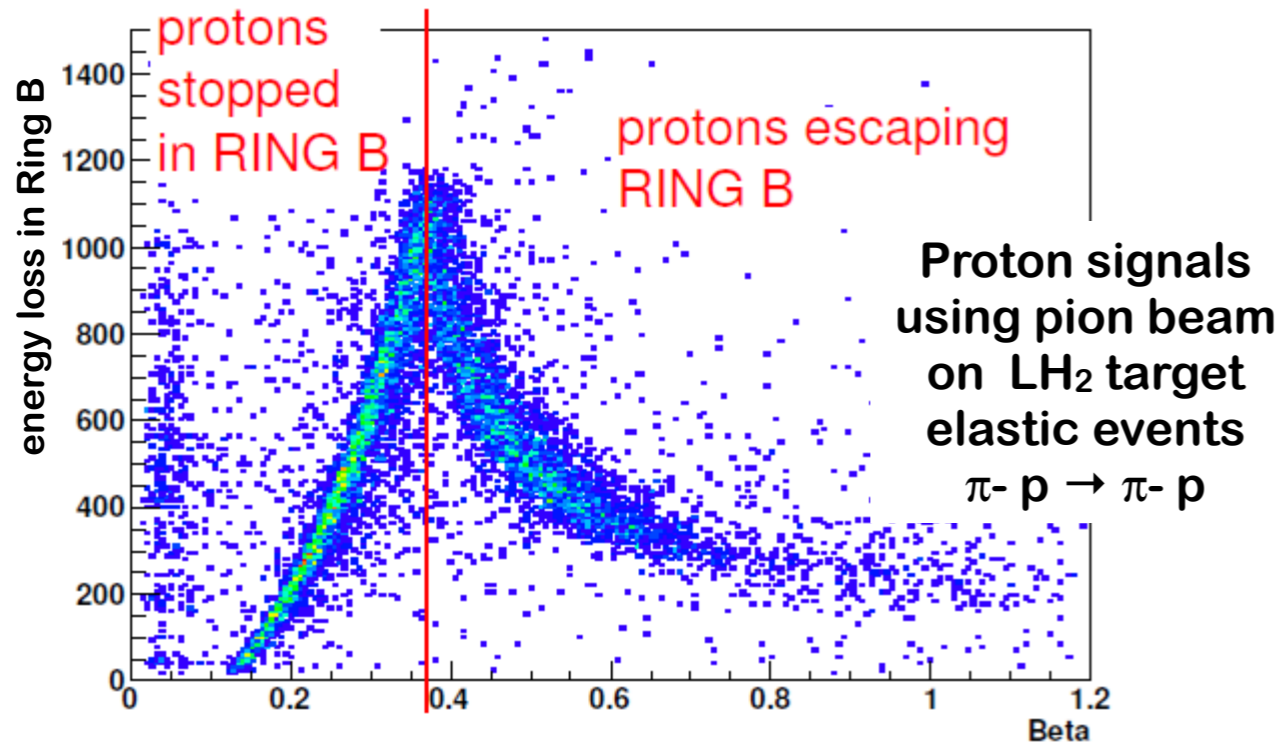 protons
stopped
in RING B
protons escaping
RING B
Proton signals
using pion beam
on LH₂ target
elastic events
π- p → π- p
energy loss in Ring B
1400
1200
1000
800
600
400
200
0
0 0.2 0.4 0.6 0.8 1 1.2
Beta